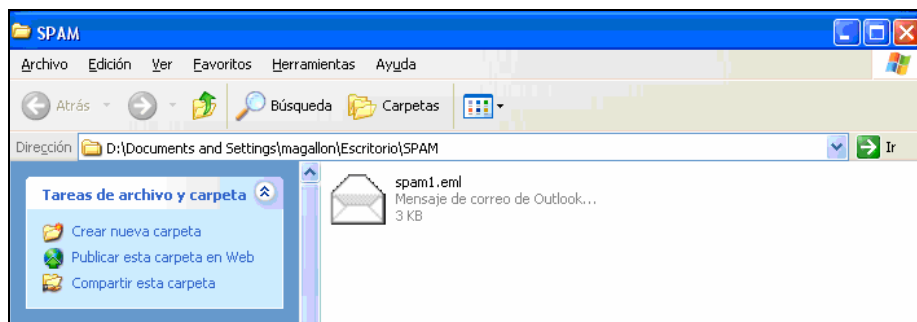 SPAM
Archivo Edición Ver Favoritos Herramientas Ayuda
Atrás Búsqueda Carpetas
Dirección D:\Documents and Settings\magallon\Escritorio\SPAM Ir
Tareas de archivo y carpeta
Crear nueva carpeta
Publicar esta carpeta en Web
Compartir esta carpeta
spam1.eml
Mensaje de correo de Outlook...
3 KB